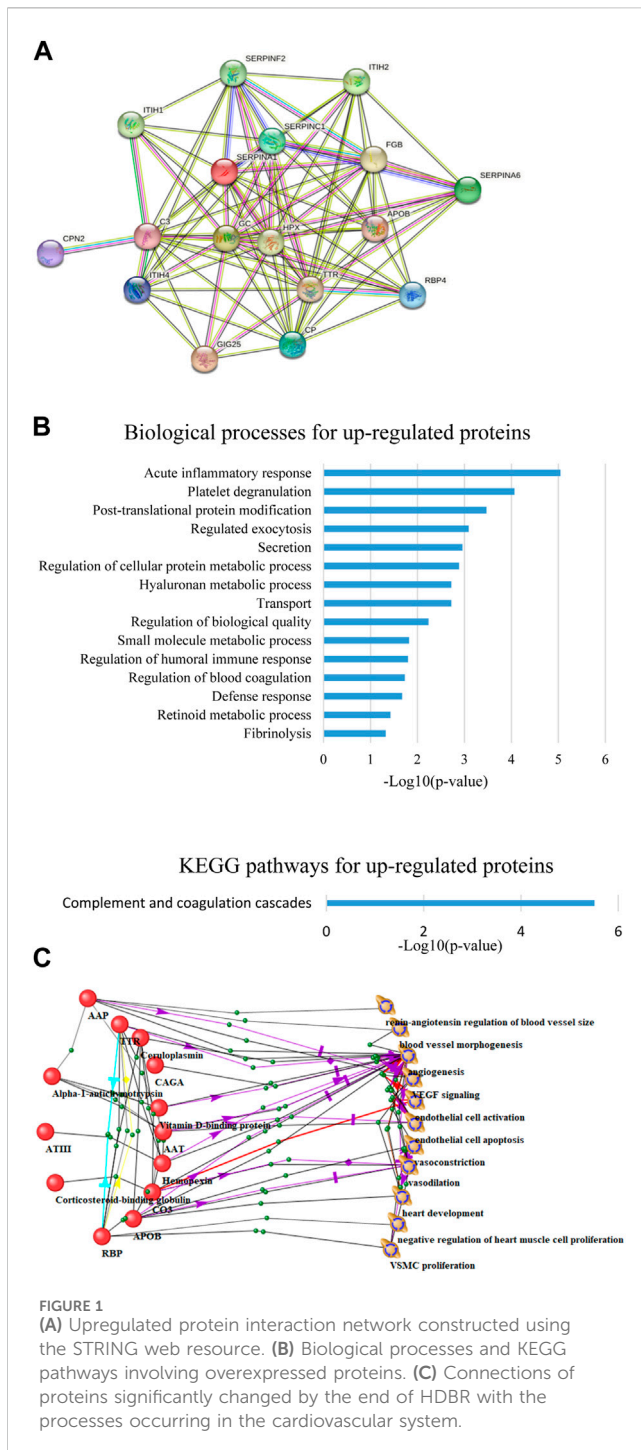 A
SERPINF2
ITIH2
ITIH1
SERPINC1
FGB
SERPINA1
SERPINA6
C3
GC
HPX
APOB
CPN2
ITIH4
TTR
RBP4
GIG25
CP
B
Biological processes for up-regulated proteins
Acute inflammatory response
Platelet degranulation
Post-translational protein modification
Regulated exocytosis
Secretion
Regulation of cellular protein metabolic process
Hyaluronan metabolic process
Transport
Regulation of biological quality
Small molecule metabolic process
Regulation of humoral immune response
Regulation of blood coagulation
Defense response
Retinoid metabolic process
Fibrinolysis
0 1 2 3 4 5 6
-Log10(p-value)
KEGG pathways for up-regulated proteins
Complement and coagulation cascades
0 2 4 6
-Log10(p-value)
C
AAP
TTR
Ceruloplasmin
CAGA
Alpha-1-antichymotrypsin
Vitamin D-binding protein
ATIII
AAT
Hemopexin
Corticosteroid-binding globulin
CO3
APOB
RBP
renin-angiotensin regulation of blood vessel size
blood vessel morphogenesis
angiogenesis
VEGF signaling
endothelial cell activation
endothelial cell apoptosis
vasoconstriction
vasodilation
heart development
negative regulation of heart muscle cell proliferation
VSMC proliferation
FIGURE 1
(A) Upregulated protein interaction network constructed using
the STRING web resource. (B) Biological processes and KEGG
pathways involving overexpressed proteins. (C) Connections of
proteins significantly changed by the end of HDBR with the
processes occurring in the cardiovascular system.